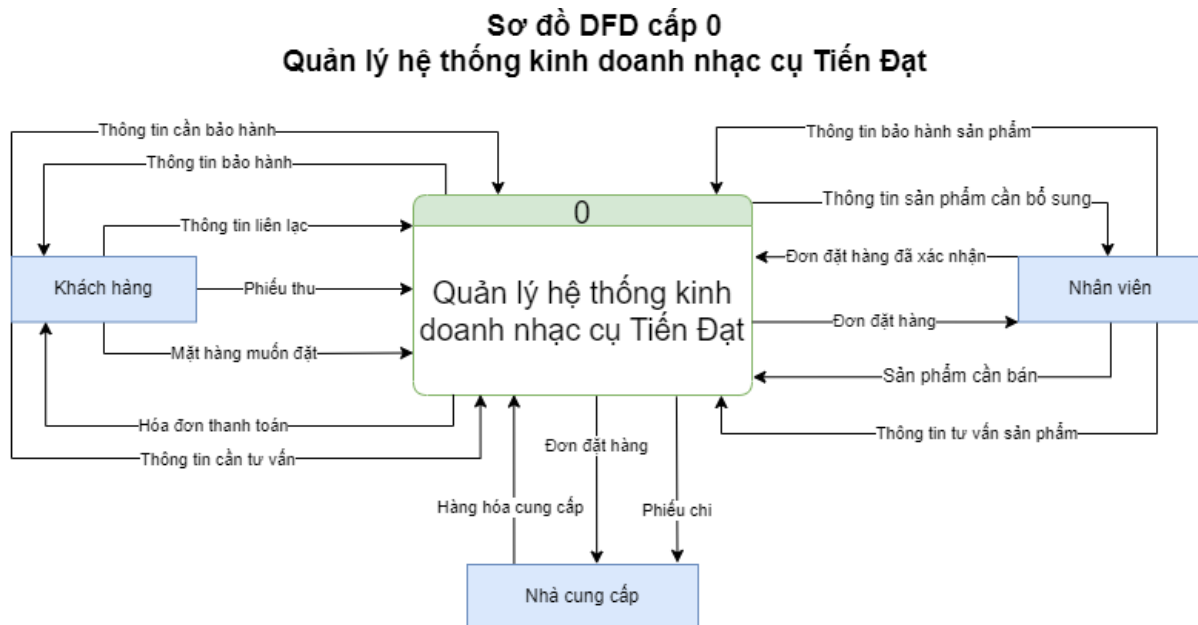 Sơ đồ DFD cấp 0
Quản lý hệ thống kinh doanh nhạc cụ Tiến Đạt
Thông tin cần bảo hành
Thông tin bảo hành sản phẩm
Thông tin bảo hành
Thông tin sản phẩm cần bổ sung
0
Thông tin liên lạc
Đơn đặt hàng đã xác nhận
Khách hàng
Phiếu thu
Quản lý hệ thống kinh
doanh nhạc cụ Tiến Đạt
Nhân viên
Đơn đặt hàng
Mặt hàng muốn đặt
Sản phẩm cần bán
Hóa đơn thanh toán
Thông tin tư vấn sản phẩm
Thông tin cần tư vấn
Đơn đặt hàng
Hàng hóa cung cấp
Phiếu chi
Nhà cung cấp